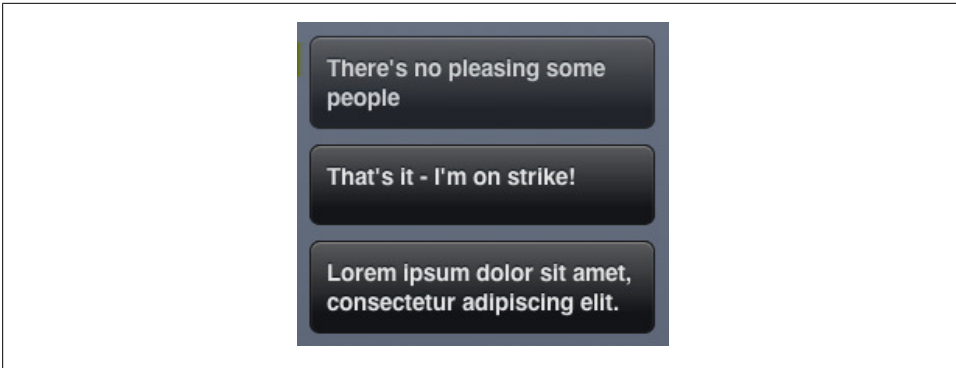 There's no pleasing some
people
That's it - I'm on strike!
Lorem ipsum dolor sit amet,
consectetur adipiscing elit.